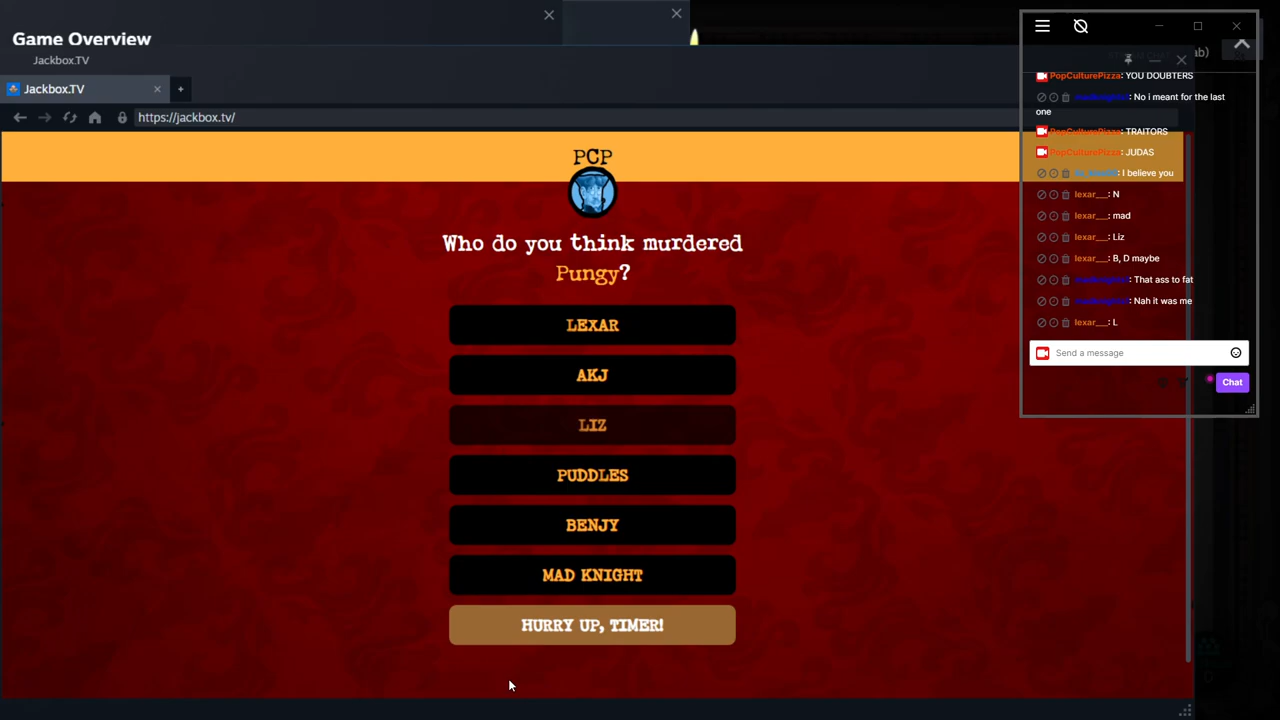 Game Overview
Jackbox.TV
Jackbox.TV
https://jackbox.tv/
PCP
Who do you think murdered
Pungy?
LEXAR
AKJ
LIZ
PUDDLES
BENJY
MAD KNIGHT
HURRY UP, TIMER!
PopCulturePizza: YOU DOUBTERS
: No i meant for the last
one
PopCulturePizza: TRAITORS
PopCulturePizza: JUDAS
: I believe you
lexar__: N
lexar__: mad
lexar__: Liz
lexar__: B, D maybe
: That ass to fat
: Nah it was me
lexar__: L
Send a message
Chat